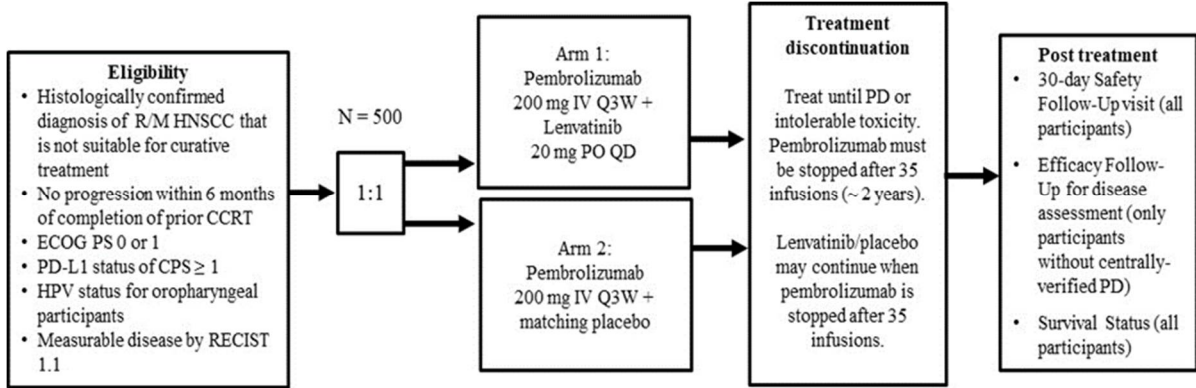 Eligibility
• Histologically confirmed
diagnosis of R/M HNSCC that
is not suitable for curative
treatment
• No progression within 6 months
of completion of prior CCRT
• ECOG PS 0 or 1
• PD-L1 status of CPS ≥ 1
• HPV status for oropharyngeal
participants
• Measurable disease by RECIST
1.1
N = 500
1:1
Arm 1:
Pembrolizumab
200 mg IV Q3W +
Lenvatinib
20 mg PO QD
Arm 2:
Pembrolizumab
200 mg IV Q3W +
matching placebo
Treatment
discontinuation
Treat until PD or
intolerable toxicity.
Pembrolizumab must
be stopped after 35
infusions (~ 2 years).
Lenvatinib/placebo
may continue when
pembrolizumab is
stopped after 35
infusions.
Post treatment
• 30-day Safety
Follow-Up visit (all
participants)
• Efficacy Follow-
Up for disease
assessment (only
participants
without centrally-
verified PD)
• Survival Status (all
participants)